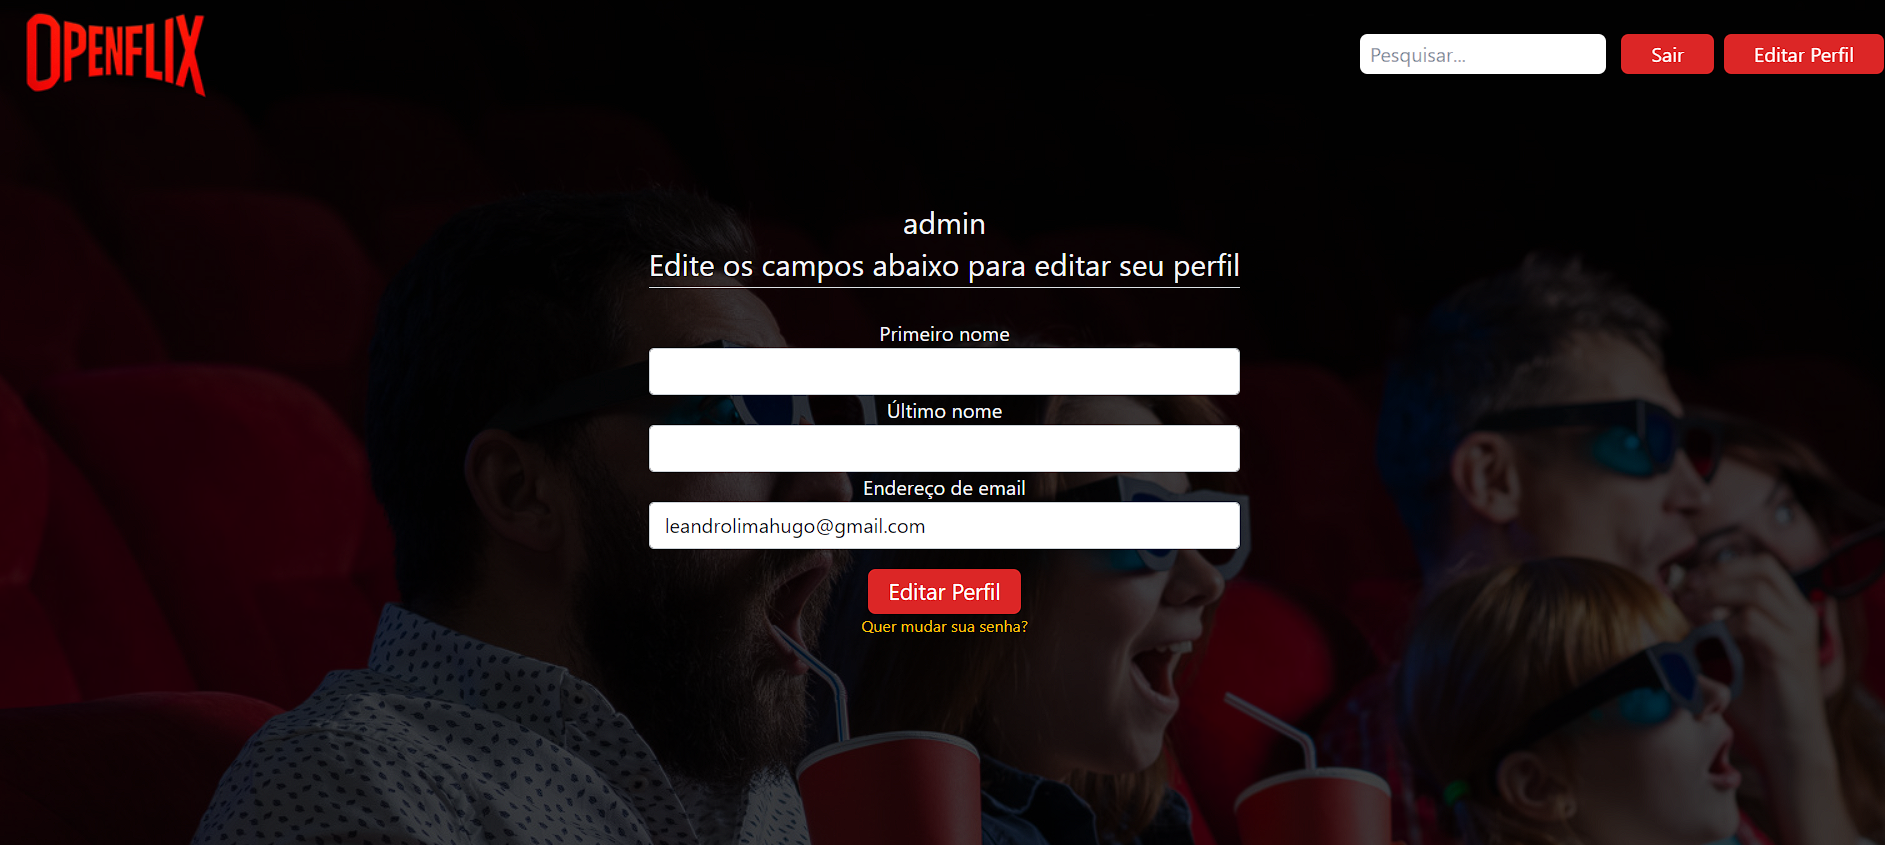 OPENFLIX
Pesquisar...
Sair
Editar Perfil
admin
Edite os campos abaixo para editar seu perfil
Primeiro nome
Último nome
Endereço de email
leandrolimahugo@gmail.com
Editar Perfil
Quer mudar sua senha?